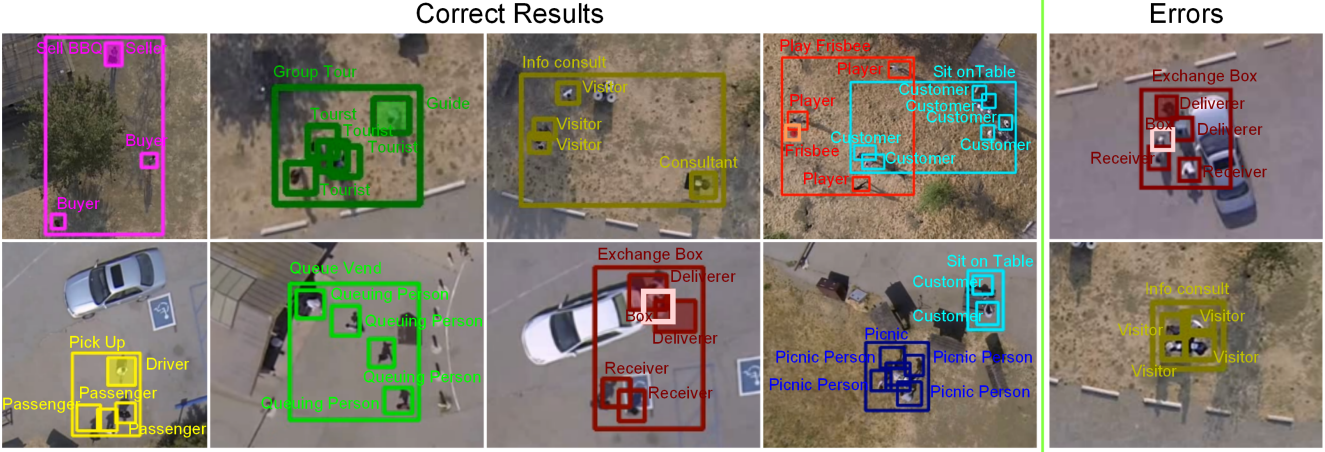 Correct Results
Errors
Sell BBQ
Seller
Buyer
Buyer
Group Tour
Guide
Tourist
Tourist
Tourist
Tourist
Info consult
Visitor
Visitor
Visitor
Consultant
Play Frisbee
Player
Player
Frisbee
Player
Sit onTable
Customer
Customer
Customer
Customer
Customer
Customer
Exchange Box
Deliverer
Box
Deliverer
Receiver
Receiver
Pick Up
Driver
Passenger
Passenger
Passenger
Queue Vend
Queuing Person
Queuing Person
Queuing Person
Queuing Person
Exchange Box
Deliverer
Box
Deliverer
Receiver
Receiver
Sit on Table
Customer
Customer
Picnic
Picnic Person
Picnic Person
Picnic Person
Picnic Person
Info consult
Visitor
Visitor
Visitor
Visitor